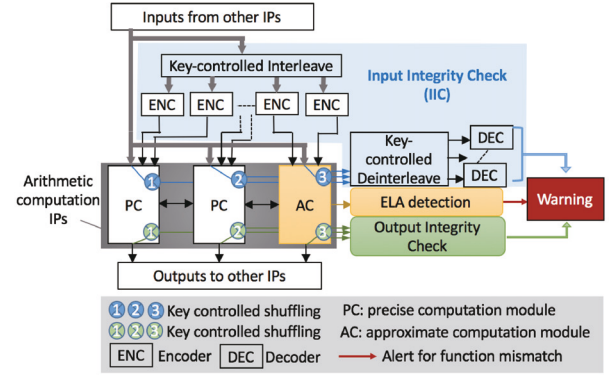 Inputs from other IPs
Key-controlled Interleave
Input Integrity Check
(IIC)
ENC ENC ENC ENC
Key-
controlled
Deinterleave
DEC
DEC
Arithmetic
computation
IPs
1 2 3
PC PC AC
ELA detection
Warning
1 2 3
Output Integrity
Check
Outputs to other IPs
1 2 3 Key controlled shuffling PC: precise computation module
1 2 3 Key controlled shuffling AC: approximate computation module
ENC Encoder DEC Decoder Alert for function mismatch